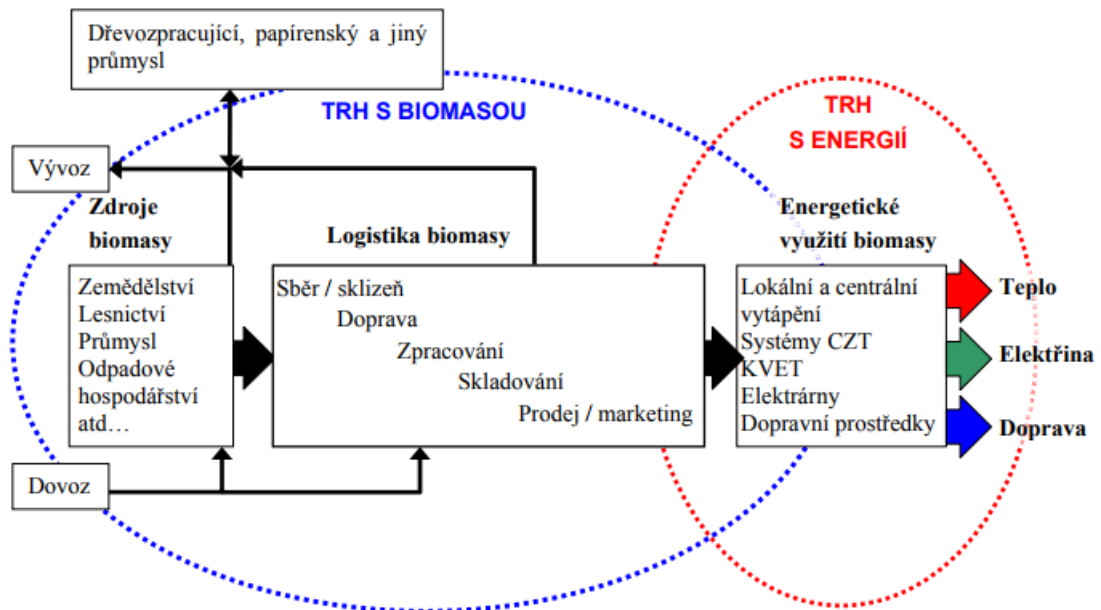 Dřevozpracující, papírenský a jiný
průmysl
TRH S BIOMASOU
TRH
S ENERGIÍ
Vývoz
Zdroje
biomasy
Logistika biomasy
Energetické
využití biomasy
Zemědělství
Lesnictví
Průmysl
Odpadové
hospodářství
atd…
Sběr / sklizeň
Doprava
Zpracování
Skladování
Prodej / marketing
Lokální a centrální
vytápění
Systémy CZT
KVET
Elektrárny
Dopravní prostředky
Teplo
Elektřina
Doprava
Dovoz